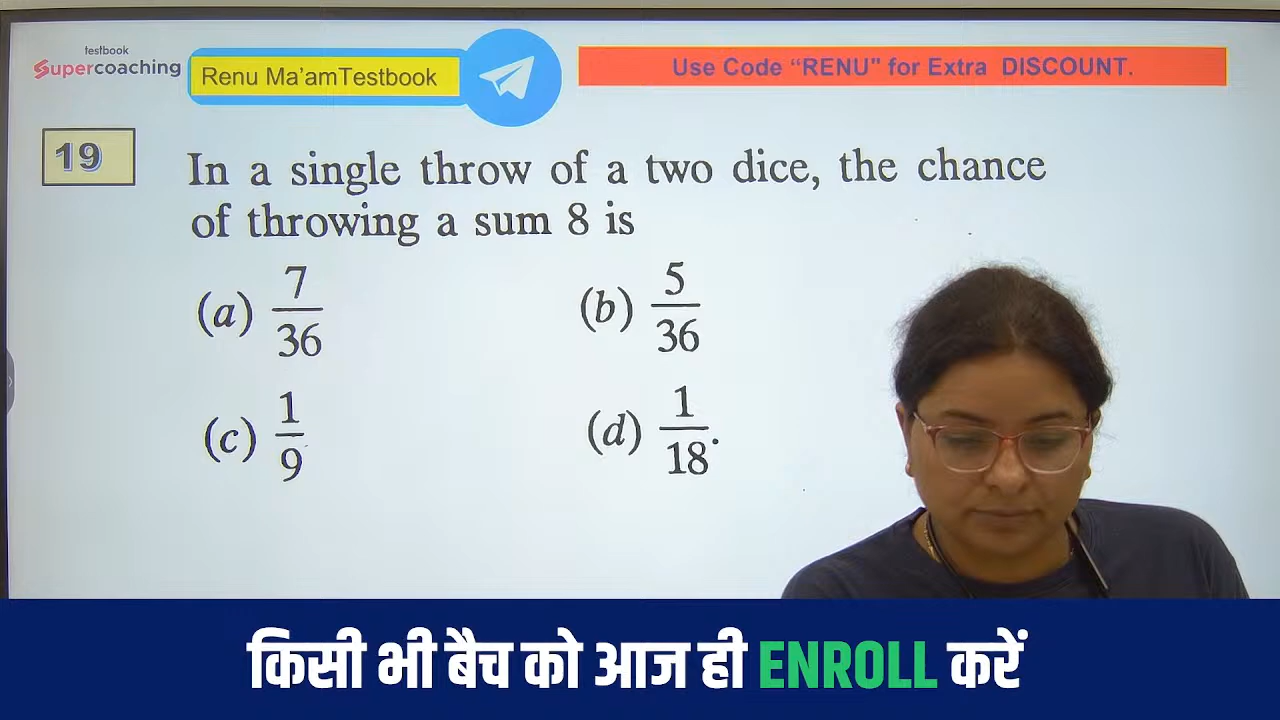 testbook
Supercoaching
Renu Ma'amTestbook
Use Code “RENU" for Extra DISCOUNT.
19
In a single throw of a two dice, the chance
of throwing a sum 8 is
(a) 7/36
(b) 5/36
(c) 1/9
(d) 1/18.
किसी भी बैच को आज ही ENROLL करें